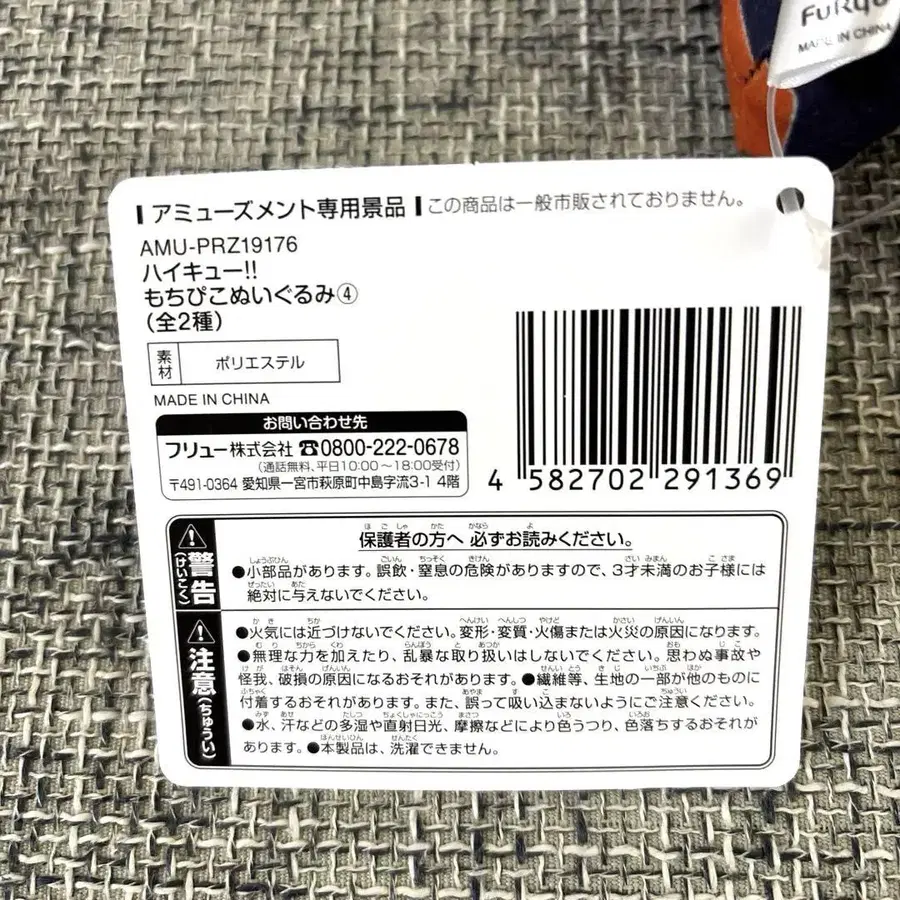 FuRyu
MADE IN CHINA
アミューズメント専用景品 この商品は一般市販されておりません。
AMU-PRZ19176
ハイキュー!!
もちぴこぬいぐるみ④
(全2種)
素材 ポリエステル
MADE IN CHINA
お問い合わせ先
フリュー株式会社 ☎0800-222-0678
(通話無料、平日10:00〜18:00受付)
〒491-0364 愛知県一宮市萩原町中島字流3-1 4階
4 582702 291369
警告(けいこく)
保護者の方へ 必ずお読みください。
●小部品があります。誤飲・窒息の危険がありますので、3才未満のお子様には
絶対に与えないでください。
注意(ちゅうい)
●火気には近づけないでください。変形・変質・火傷または火災の原因になります。
●無理な力を加えたり、乱暴な取り扱いはしないでください。思わぬ事故や
怪我、破損の原因になるおそれがあります。●繊維等、生地の一部が他のものに
付着するおそれがあります。また、誤って吸い込まないようにご注意ください。
●水、汗などの多湿や直射日光、摩擦などにより色うつり、色落ちするおそれが
あります。●本製品は、洗濯できません。